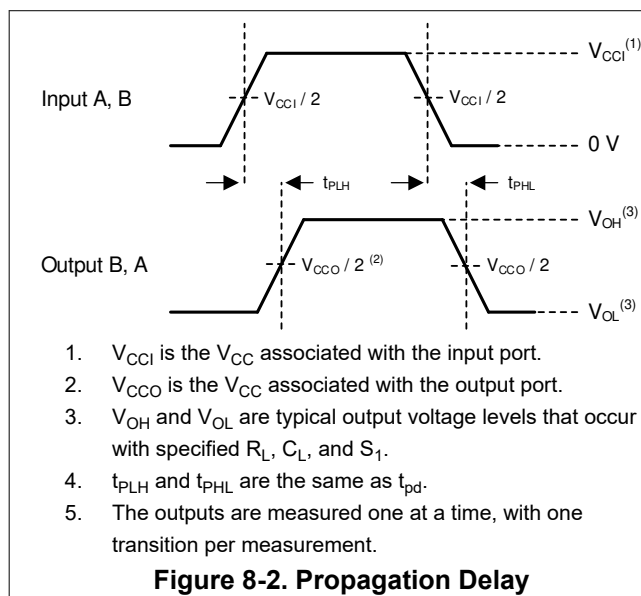 V_CCI^(1)
Input A, B
V_CCI / 2
V_CCI / 2
0 V
t_PLH
t_PHL
V_OH^(3)
Output B, A
V_CCO / 2 ^(2)
V_CCO / 2
V_OL^(3)
1. V_CCI is the V_CC associated with the input port.
2. V_CCO is the V_CC associated with the output port.
3. V_OH and V_OL are typical output voltage levels that occur
with specified R_L, C_L, and S_1.
4. t_PLH and t_PHL are the same as t_pd.
5. The outputs are measured one at a time, with one
transition per measurement.
Figure 8-2. Propagation Delay